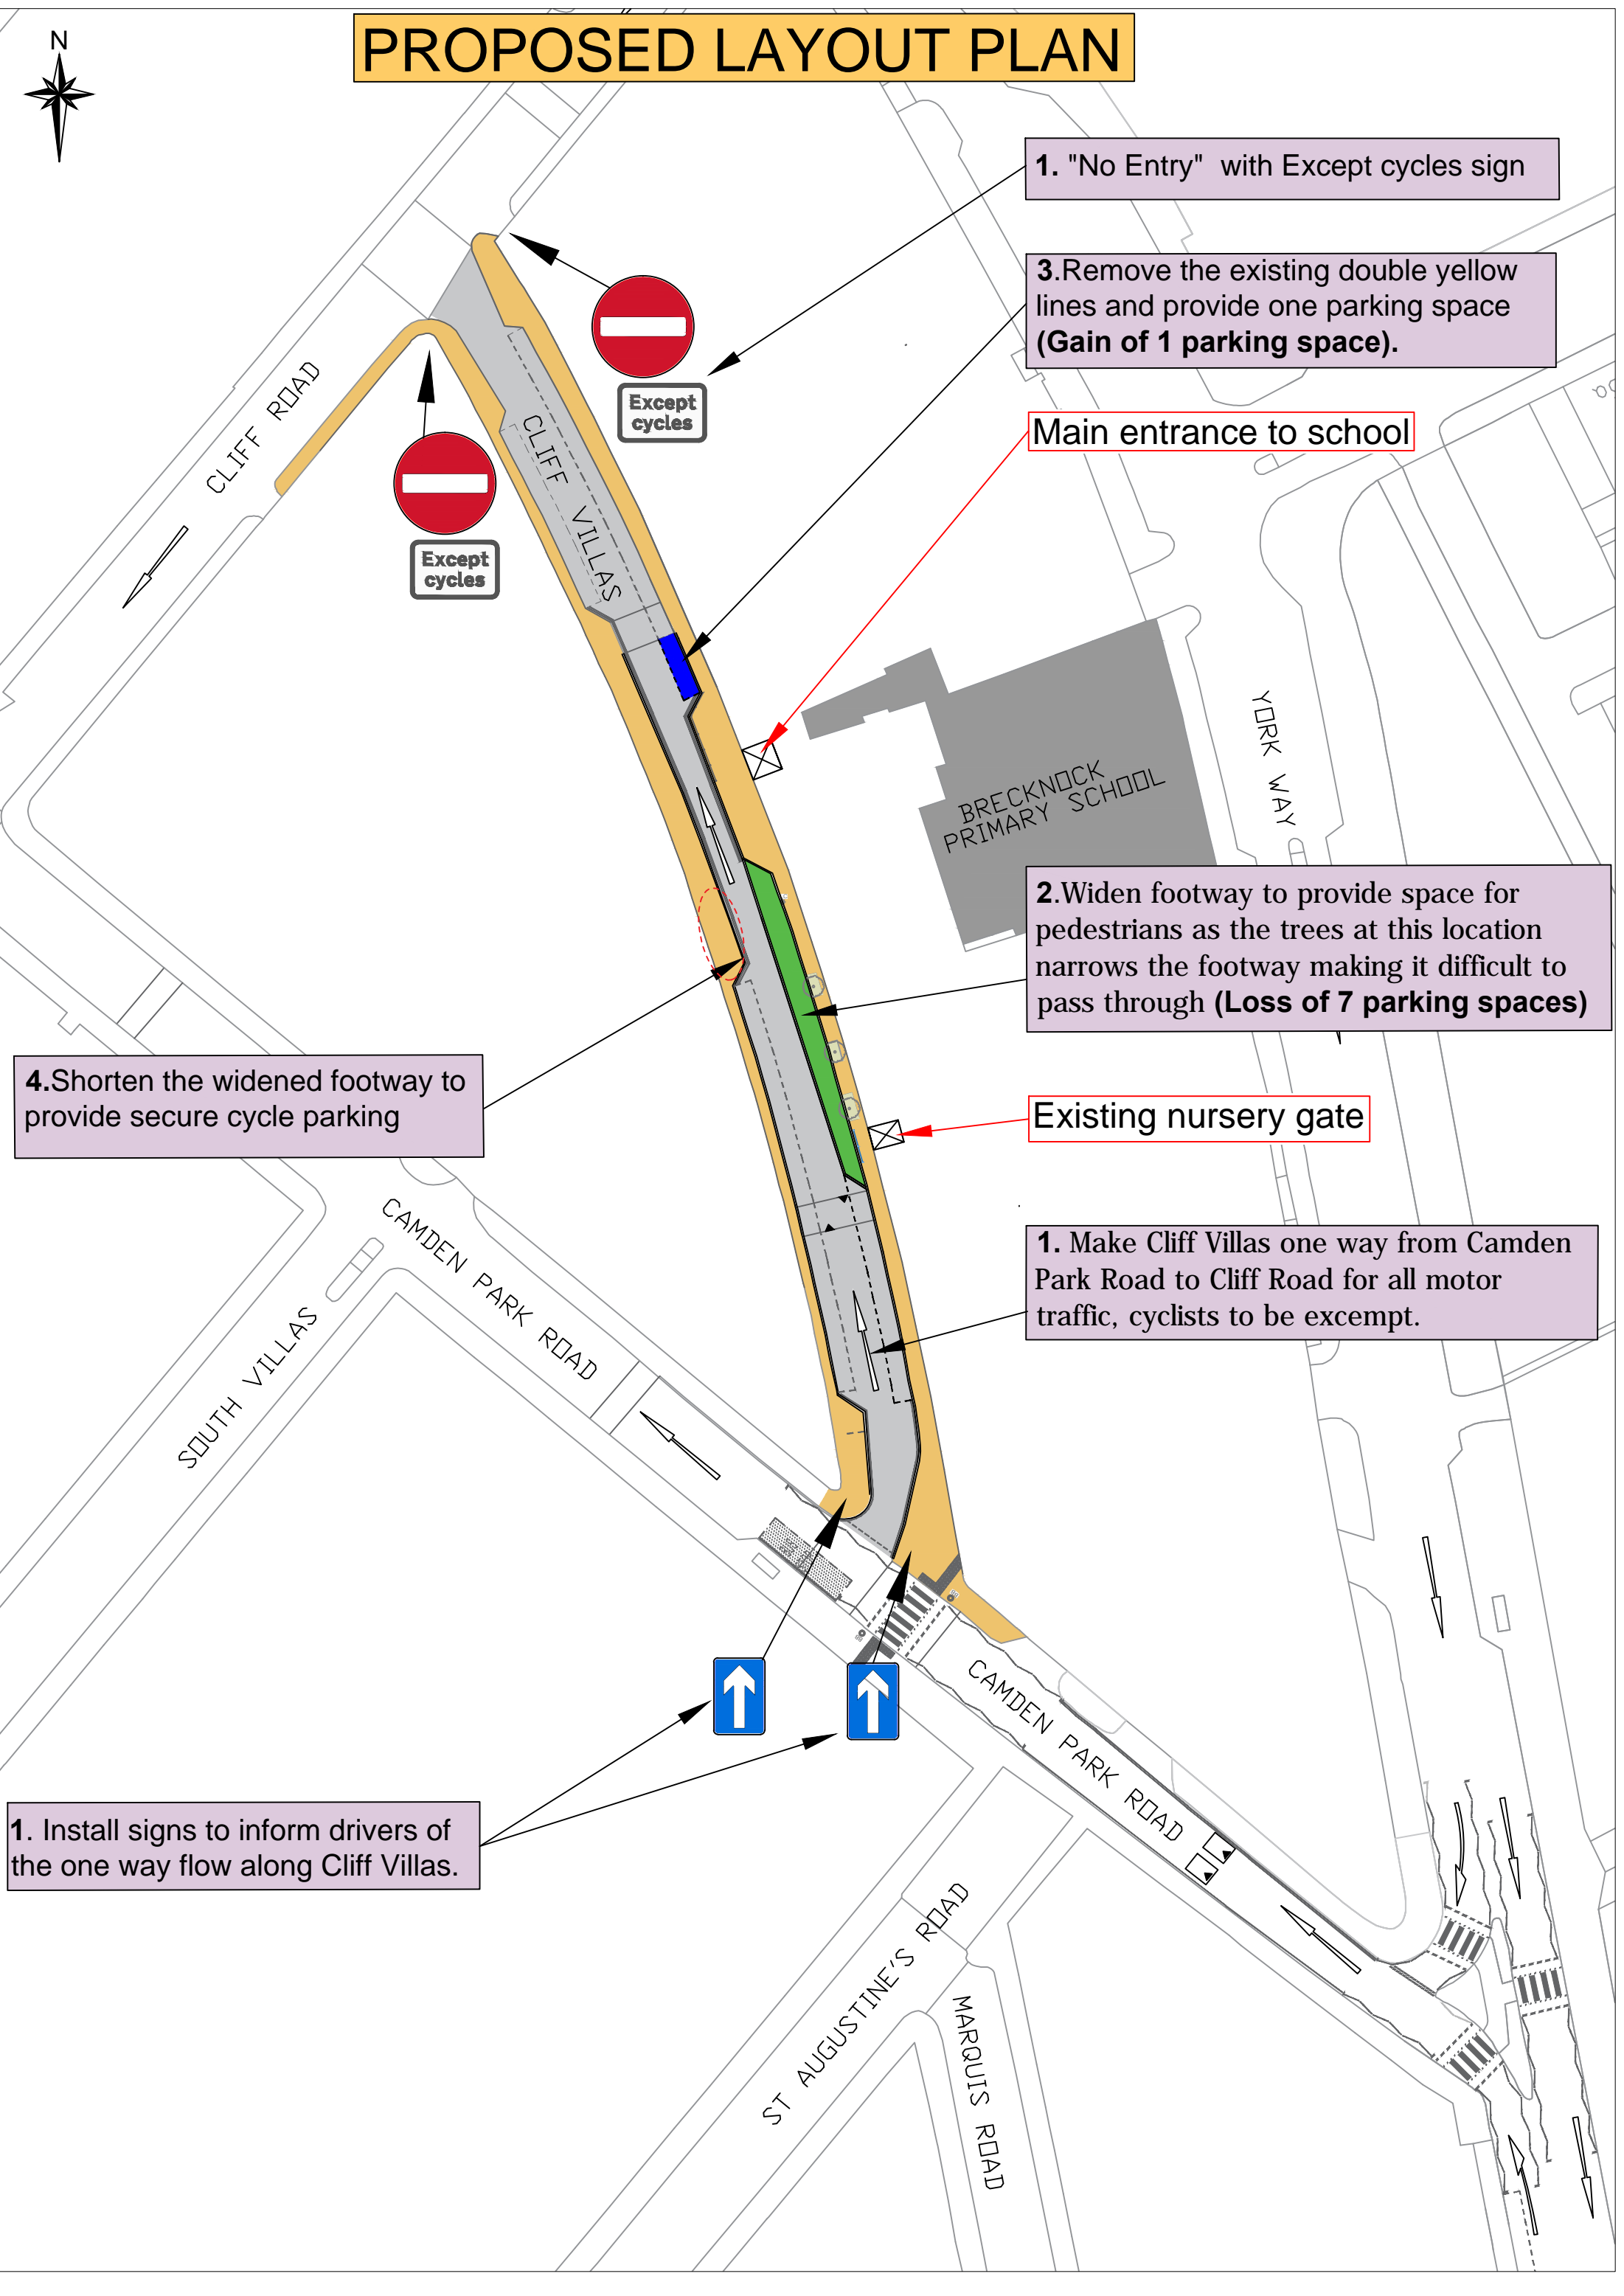 PROPOSED LAYOUT PLAN
N
1. "No Entry"  with Except cycles sign
3.Remove the existing double yellow
lines and provide one parking space
(Gain of 1 parking space).
Except
cycles
Main entrance to school
CLIFF ROAD
CLIFF VILLAS
Except
cycles
YORK WAY
BRECKNOCK
PRIMARY SCHOOL
2.Widen footway to provide space for
pedestrians as the trees at this location
narrows the footway making it difficult to
pass through (Loss of 7 parking spaces)
4.Shorten the widened footway to
provide secure cycle parking
Existing nursery gate
CAMDEN PARK ROAD
1. Make Cliff Villas one way from Camden
Park Road to Cliff Road for all motor
traffic, cyclists to be excempt.
SOUTH VILLAS
CAMDEN PARK ROAD
1. Install signs to inform drivers of
the one way flow along Cliff Villas.
ST AUGUSTINE'S ROAD
MARQUIS ROAD